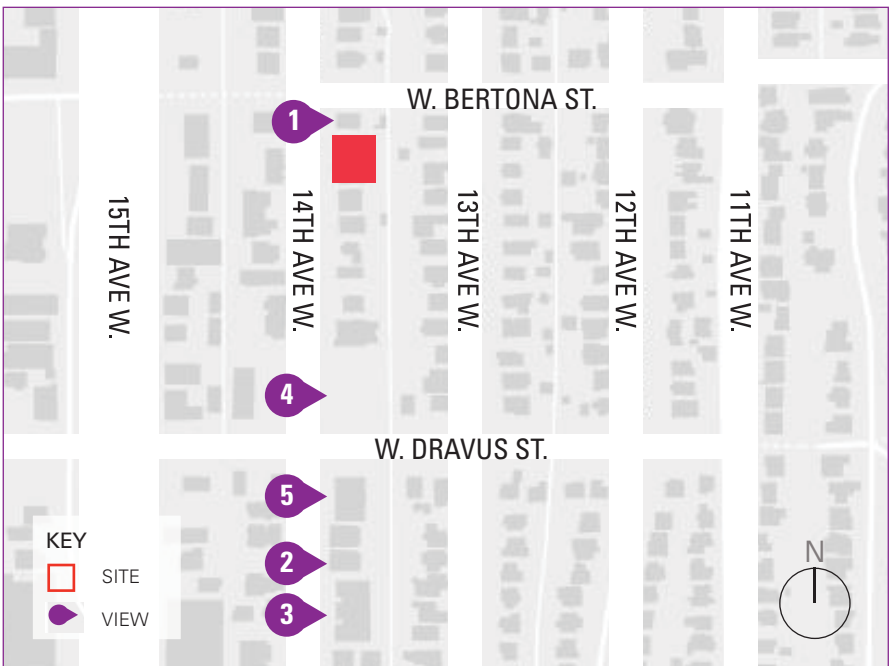 W. BERTONA ST.
1
15TH AVE W.
14TH AVE W.
13TH AVE W.
12TH AVE W.
11TH AVE W.
4
W. DRAVUS ST.
5
2
3
KEY
SITE
VIEW
N